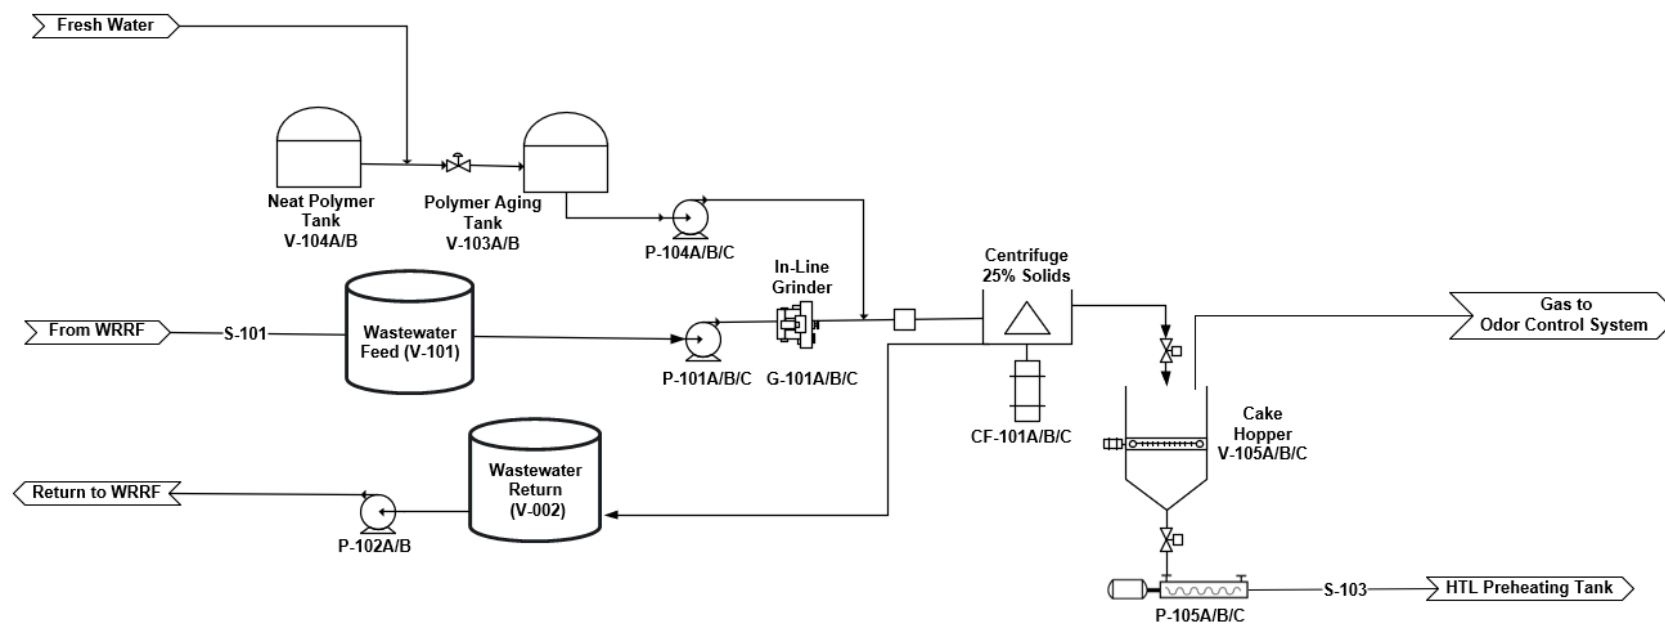 Fresh Water
Neat Polymer
Tank
V-104A/B
Polymer Aging
Tank
V-103A/B
P-104A/B/C
In-Line
Grinder
Centrifuge
25% Solids
Gas to
Odor Control System
From WRRF
S-101
Wastewater
Feed (V-101)
P-101A/B/C
G-101A/B/C
CF-101A/B/C
Cake
Hopper
V-105A/B/C
Return to WRRF
P-102A/B
Wastewater
Return
(V-002)
P-105A/B/C
S-103
HTL Preheating Tank